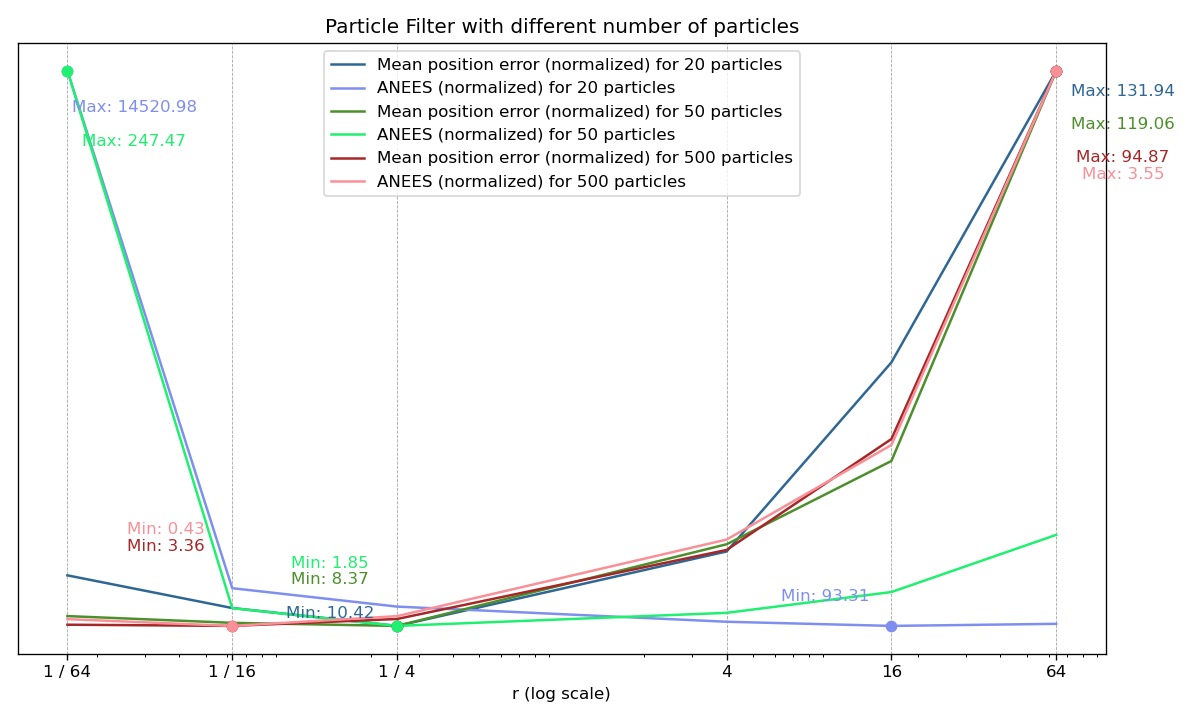 Particle Filter with different number of particles
Mean position error (normalized) for 20 particles
ANEES (normalized) for 20 particles
Mean position error (normalized) for 50 particles
ANEES (normalized) for 50 particles
Mean position error (normalized) for 500 particles
ANEES (normalized) for 500 particles
Max: 14520.98
Max: 247.47
Max: 131.94
Max: 119.06
Max: 94.87
Max: 3.55
Min: 0.43
Min: 3.36
Min: 1.85
Min: 8.37
Min: 10.42
Min: 93.31
1 / 64
1 / 16
1 / 4
4
16
64
r (log scale)